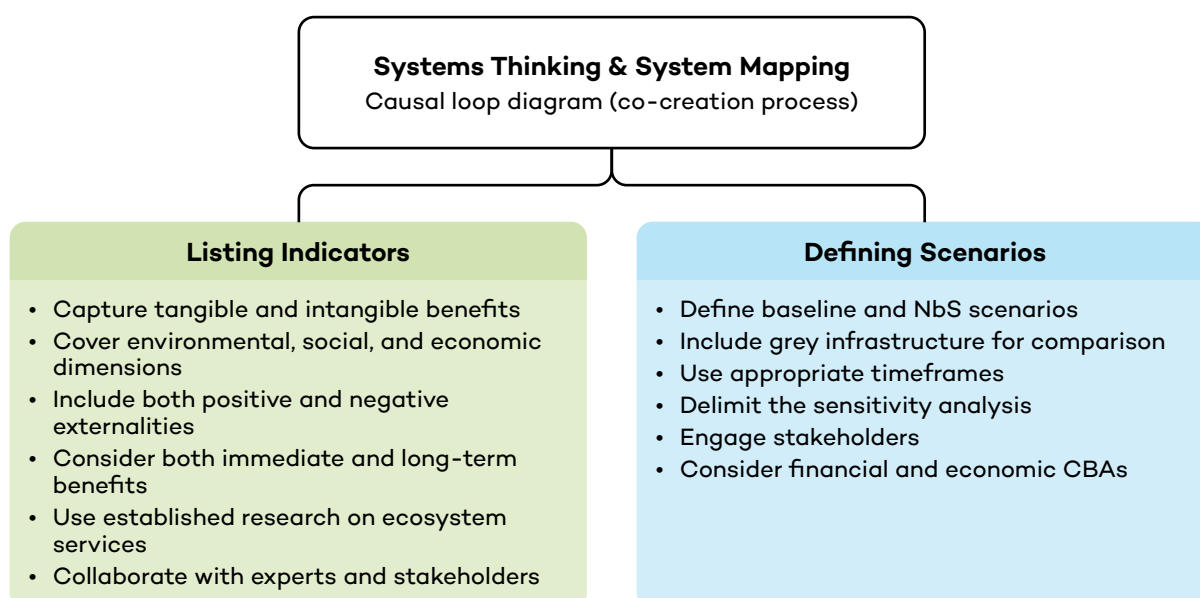 Systems Thinking & System Mapping
Causal loop diagram (co-creation process)
Listing Indicators
• Capture tangible and intangible benefits
• Cover environmental, social, and economic
dimensions
• Include both positive and negative
externalities
• Consider both immediate and long-term
benefits
• Use established research on ecosystem
services
• Collaborate with experts and stakeholders
Defining Scenarios
• Define baseline and NbS scenarios
• Include grey infrastructure for comparison
• Use appropriate timeframes
• Delimit the sensitivity analysis
• Engage stakeholders
• Consider financial and economic CBAs